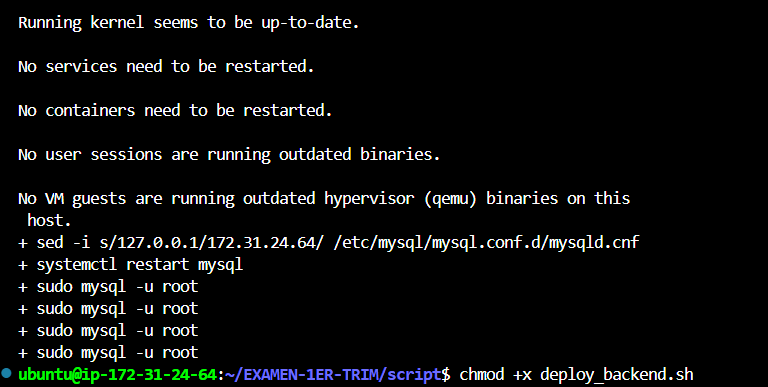 Running kernel seems to be up-to-date.
No services need to be restarted.
No containers need to be restarted.
No user sessions are running outdated binaries.
No VM guests are running outdated hypervisor (qemu) binaries on this
host.
+ sed -i s/127.0.0.1/172.31.24.64/ /etc/mysql/mysql.conf.d/mysqld.cnf
+ systemctl restart mysql
+ sudo mysql -u root
+ sudo mysql -u root
+ sudo mysql -u root
+ sudo mysql -u root
ubuntu@ip-172-31-24-64:~/EXAMEN-1ER-TRIM/script$ chmod +x deploy_backend.sh